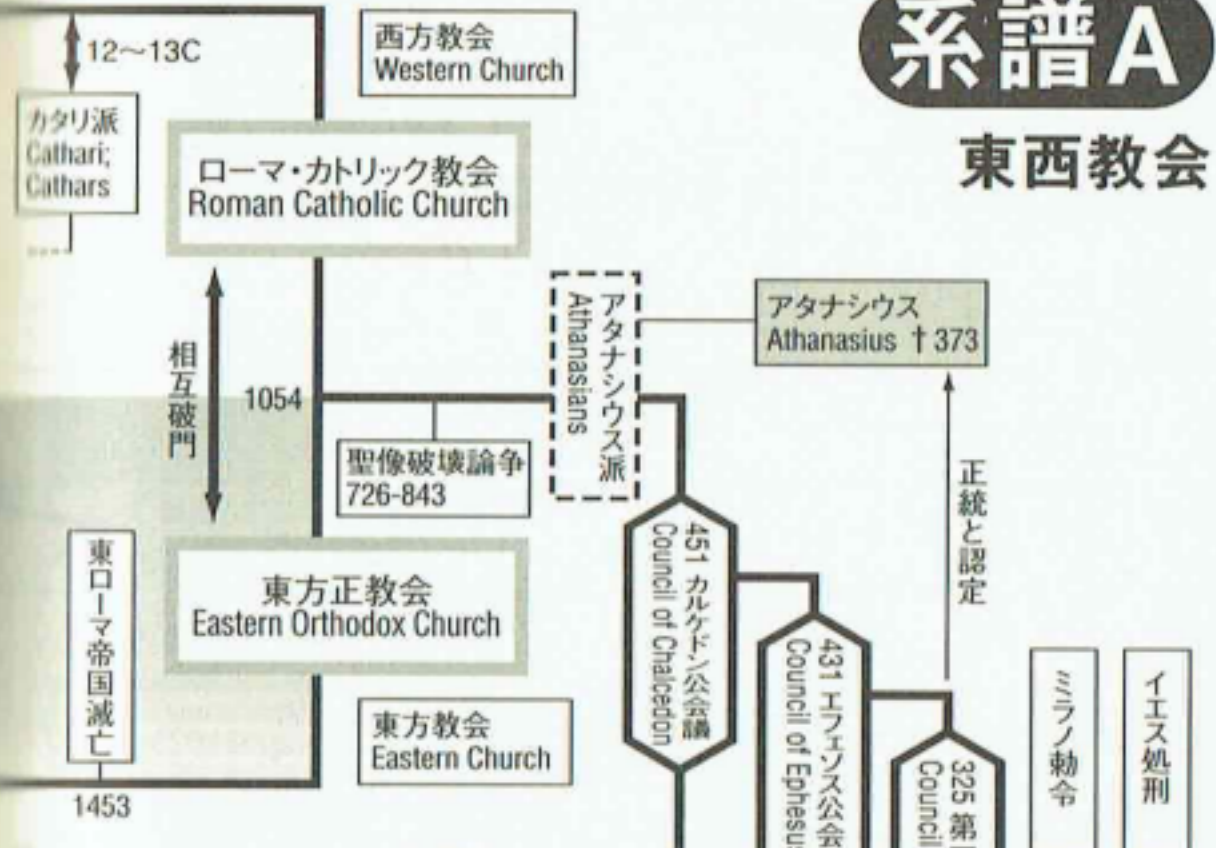 系譜A
東西教会
12〜13C
西方教会
Western Church
カタリ派
Cathari;
Cathars
ローマ・カトリック教会
Roman Catholic Church
アタナシウス派
Athanasians
アタナシウス
Athanasius †373
相互破門
1054
聖像破壊論争
726-843
正統と認定
東ローマ帝国滅亡
東方正教会
Eastern Orthodox Church
451 カルケドン公会議
Council of Chalcedon
431 エフェソス公会
Council of Ephesus
325 第
Council
ミラノ勅令
イエス処刑
東方教会
Eastern Church
1453